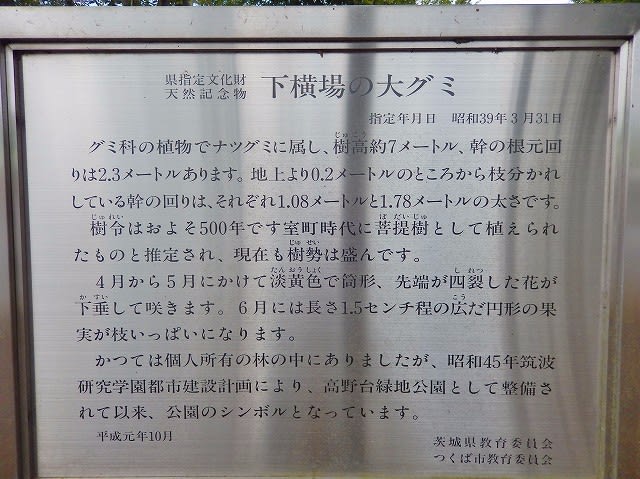 県指定文化財
天然記念物
下横場の大グミ
指定年月日 昭和39年3月31日
グミ科の植物でナツグミに属し、樹高約7メートル、幹の根元回
りは2.3メートルあります。地上より0.2メートルのところから枝分かれ
している幹の回りは、それぞれ1.08メートルと1.78メートルの太さです。
樹令はおよそ500年です室町時代に菩提樹として植えられ
たものと推定され、現在も樹勢は盛んです。
4月から5月にかけて淡黄色で筒形、先端が四裂した花が
下垂して咲きます。6月には長さ1.5センチ程の広だ円形の果
実が枝いっぱいになります。
かつては個人所有の林の中にありましたが、昭和45年筑波
研究学園都市建設計画により、高野台緑地公園として整備さ
れて以来、公園のシンボルとなっています。
平成元年10月
茨城県教育委員会
つくば市教育委員会